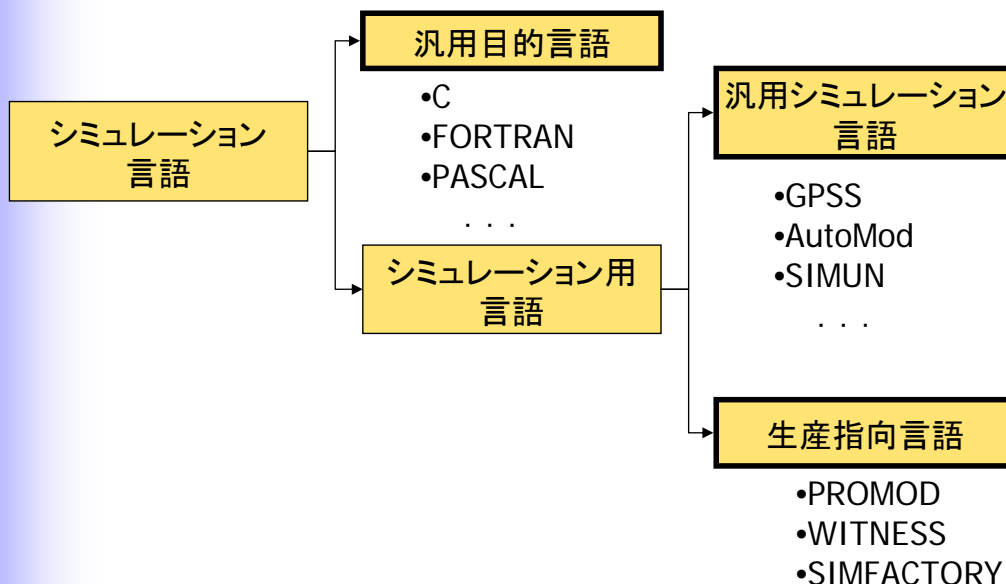 シミュレーション
言語
汎用目的言語
•C
•FORTRAN
•PASCAL
. . .
シミュレーション用
言語
汎用シミュレーション
言語
•GPSS
•AutoMod
•SIMUN
. . .
生産指向言語
•PROMOD
•WITNESS
•SIMFACTORY